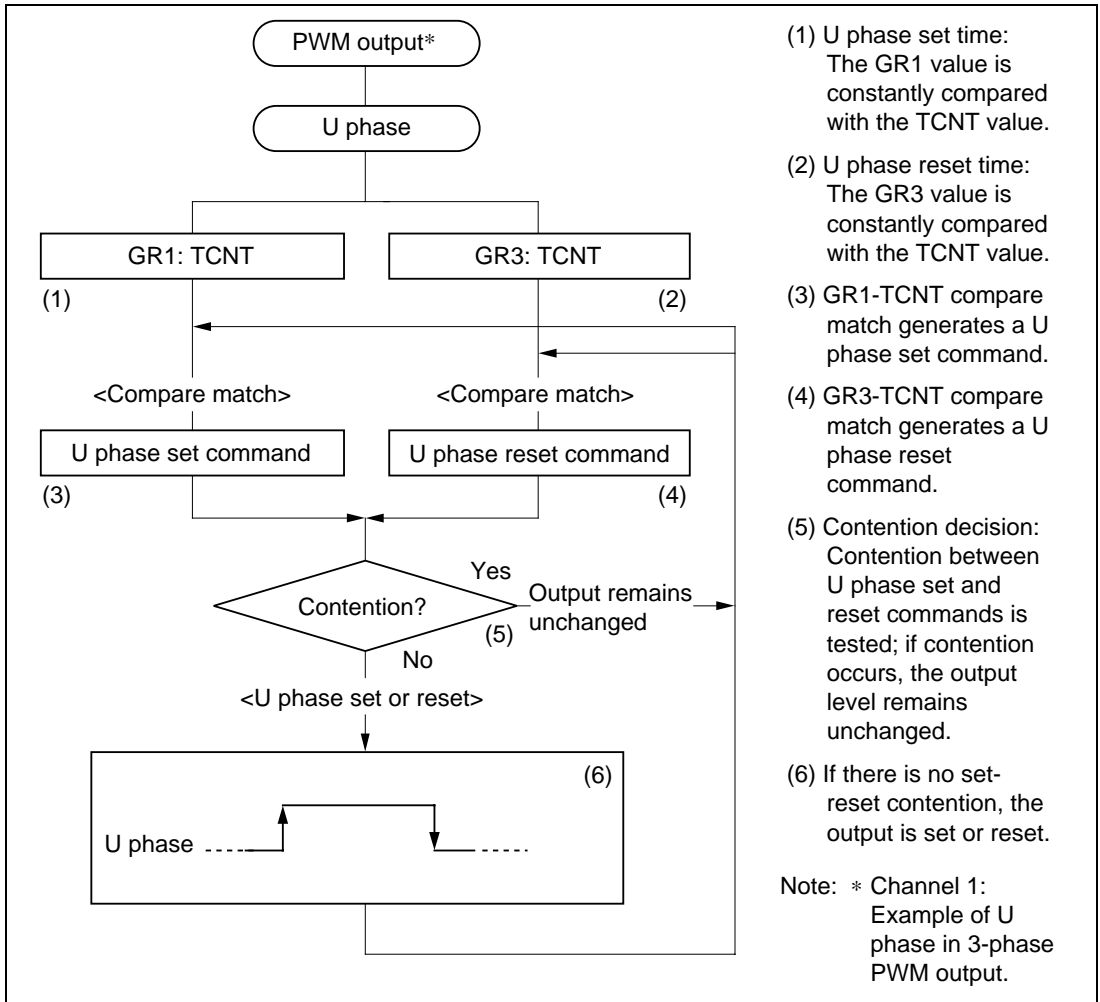 PWM output*
U phase
GR1: TCNT
GR3: TCNT
(1)
(2)
<Compare match>
<Compare match>
U phase set command
U phase reset command
(3)
(4)
Contention?
Yes
(5)
Output remains
unchanged
No
<U phase set or reset>
(6)
U phase
(1) U phase set time:
The GR1 value is
constantly compared
with the TCNT value.
(2) U phase reset time:
The GR3 value is
constantly compared
with the TCNT value.
(3) GR1-TCNT compare
match generates a U
phase set command.
(4) GR3-TCNT compare
match generates a U
phase reset
command.
(5) Contention decision:
Contention between
U phase set and
reset commands is
tested; if contention
occurs, the output
level remains
unchanged.
(6) If there is no set-
reset contention, the
output is set or reset.
Note: * Channel 1:
Example of U
phase in 3-phase
PWM output.